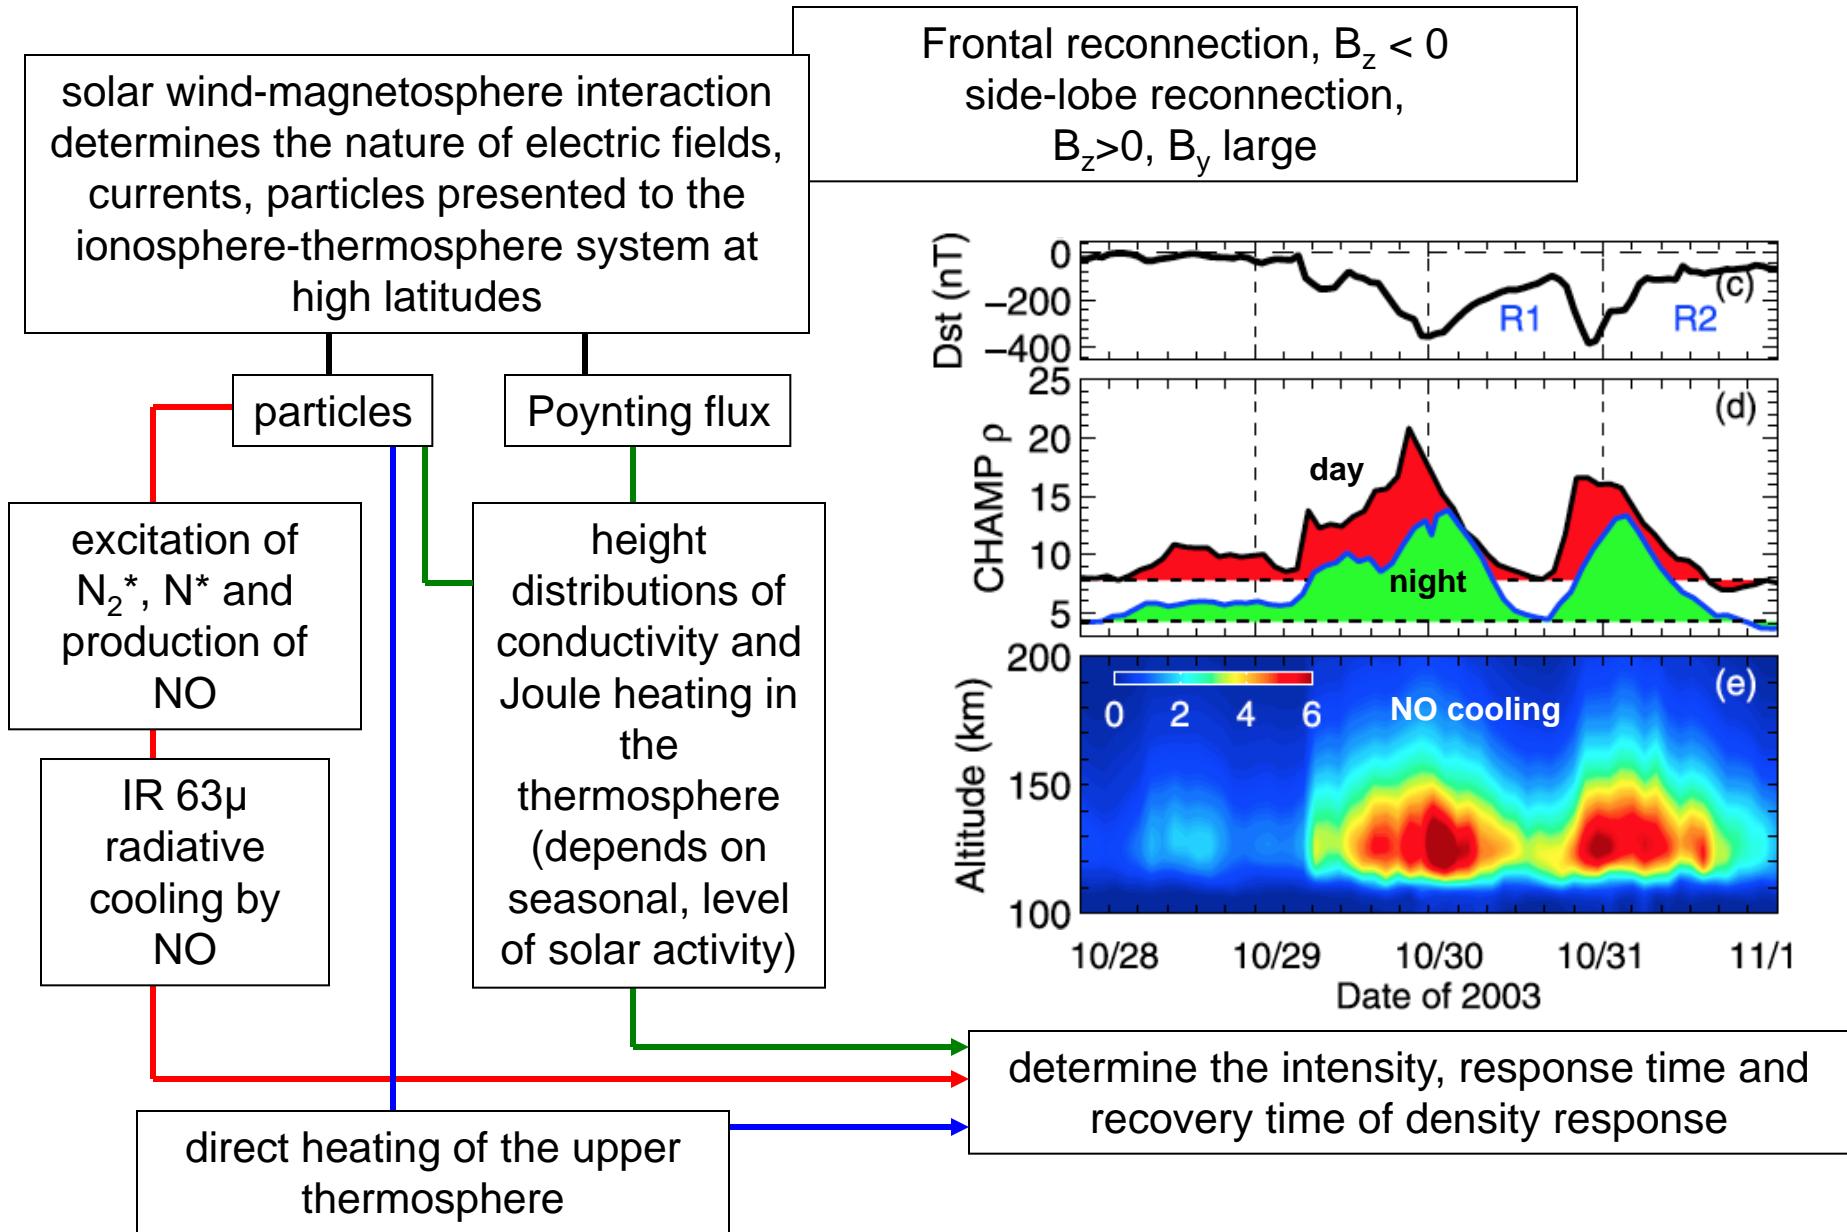 Frontal reconnection, B_z < 0
side-lobe reconnection,
B_z>0, B_y large
solar wind-magnetosphere interaction
determines the nature of electric fields,
currents, particles presented to the
ionosphere-thermosphere system at
high latitudes
particles
Poynting flux
excitation of
N_2*, N* and
production of
NO
IR 63μ
radiative
cooling by
NO
height
distributions of
conductivity and
Joule heating in
the
thermosphere
(depends on
seasonal, level
of solar activity)
direct heating of the upper
thermosphere
Dst (nT)
0
−200
−400
(c)
R1
R2
CHAMP ρ
25
20
15
10
5
(d)
day
night
Altitude (km)
200
150
100
(e)
0 2 4 6
NO cooling
10/28 10/29 10/30 10/31 11/1
Date of 2003
determine the intensity, response time and
recovery time of density response